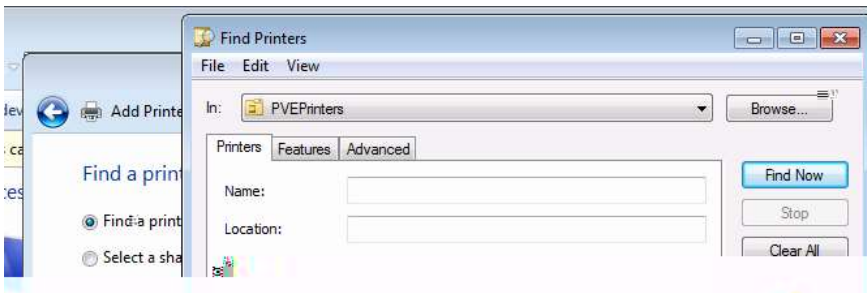 Find Printers
File Edit View
In: PVEPrinters Browse...
Add Printe
Printers Features Advanced
Find a print
Find Now
Name:
Find a print
Stop
Location:
Select a sha
Clear All